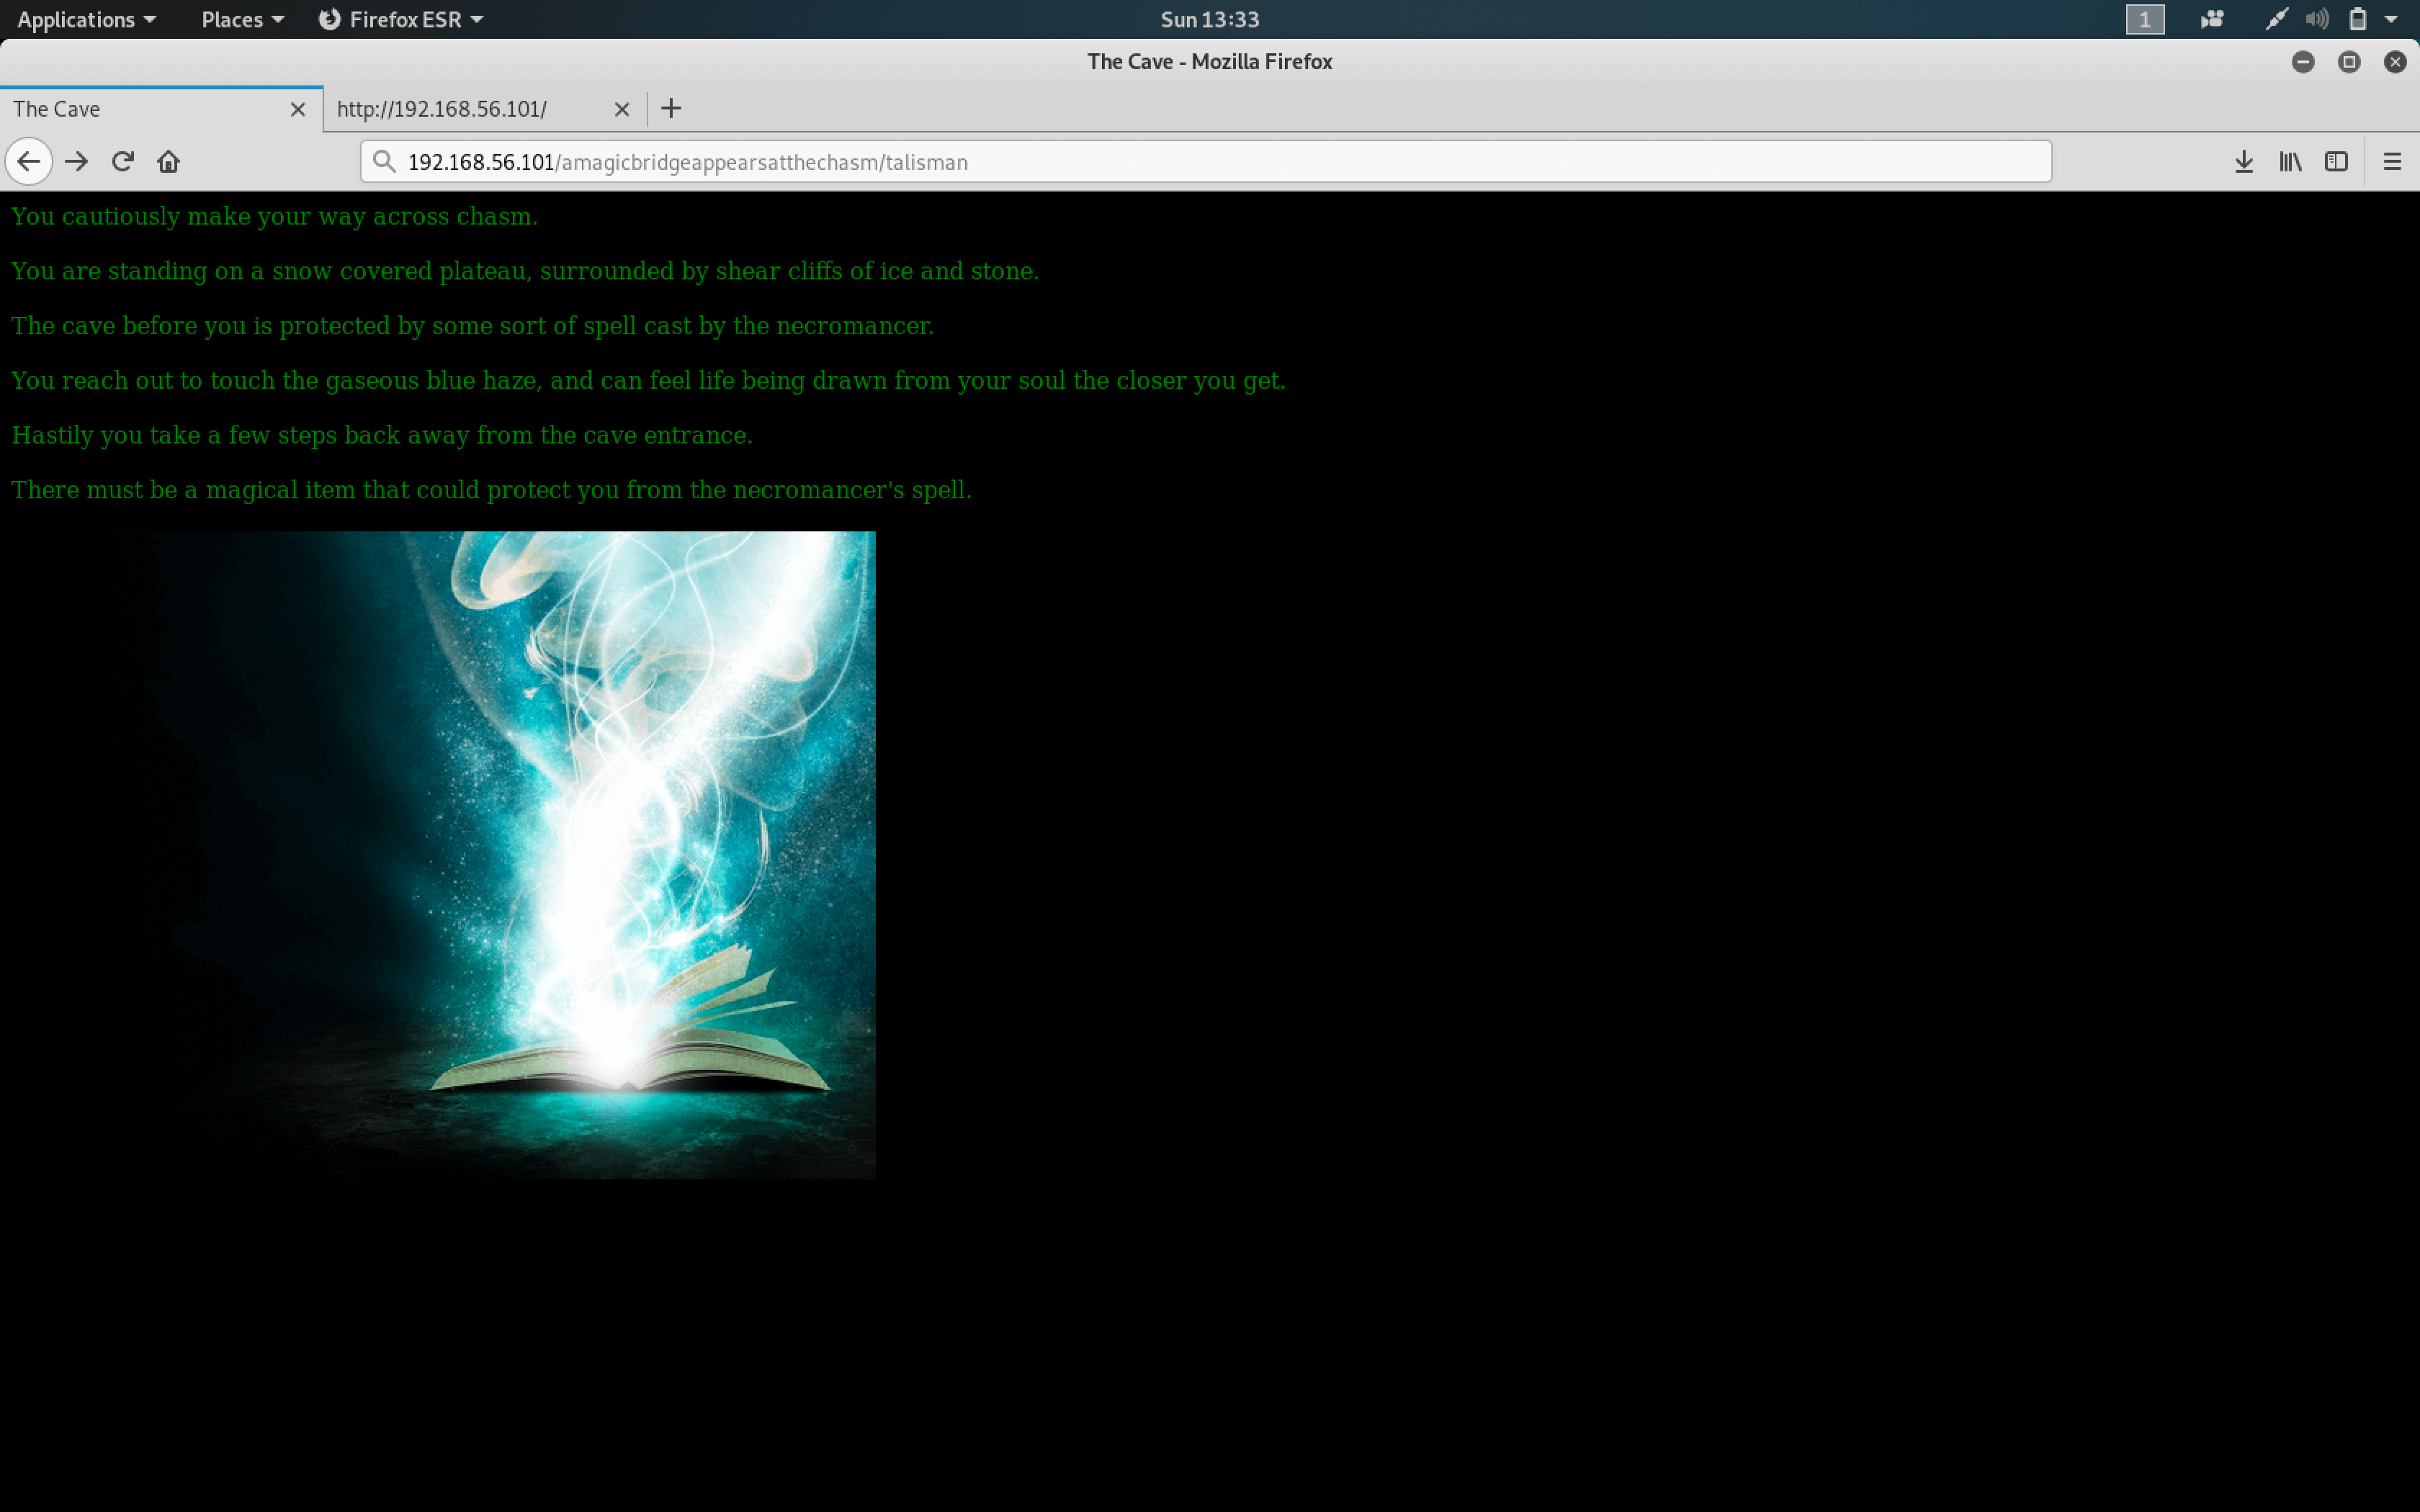 Applications Places Firefox ESR Sun 13:33 1
The Cave - Mozilla Firefox
The Cave http://192.168.56.101/
192.168.56.101/amagicbridgeappearsatthechasm/talisman
You cautiously make your way across chasm.
You are standing on a snow covered plateau, surrounded by shear cliffs of ice and stone.
The cave before you is protected by some sort of spell cast by the necromancer.
You reach out to touch the gaseous blue haze, and can feel life being drawn from your soul the closer you get.
Hastily you take a few steps back away from the cave entrance.
There must be a magical item that could protect you from the necromancer's spell.